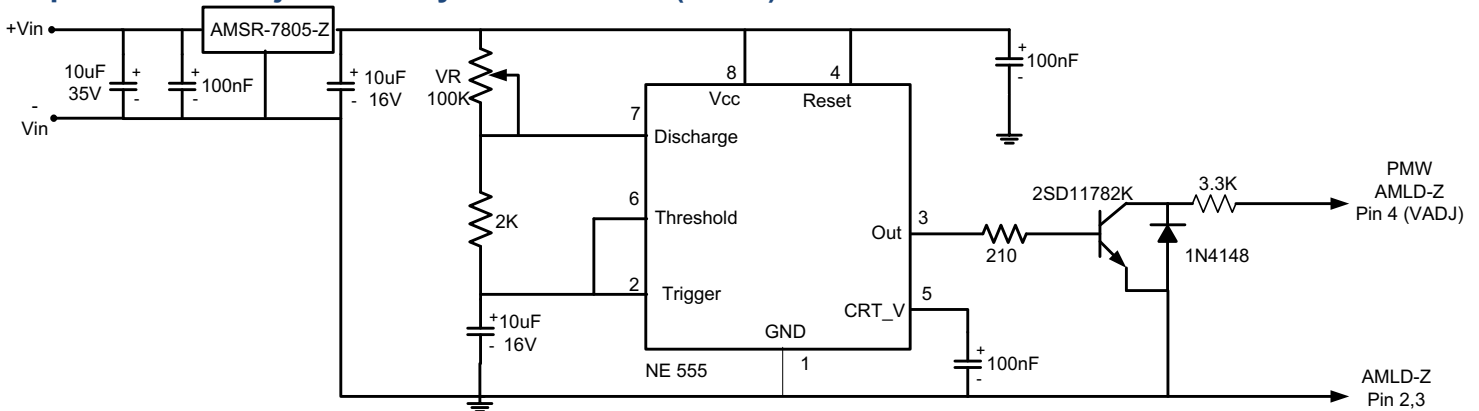 +Vin
AMSR-7805-Z
10uF
35V
+
-
+
100nF
-
+
10uF
-
16V
VR
100K
8
Vcc
4
Reset
+
100nF
-
-
Vin
7
Discharge
2K
6
Threshold
2
Trigger
+10uF
-
16V
Out
3
210
2SD11782K
3.3K
1N4148
PMW
AMLD-Z
Pin 4 (VADJ)
CRT_V
5
GND
1
NE 555
+
100nF
-
AMLD-Z
Pin 2,3